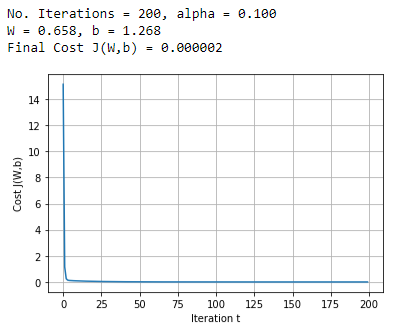 No. Iterations = 200, alpha = 0.100
W = 0.658, b = 1.268
Final Cost J(W,b) = 0.000002
14
12
10
8
6
4
2
0
Cost J(W,b)
0 25 50 75 100 125 150 175 200
Iteration t